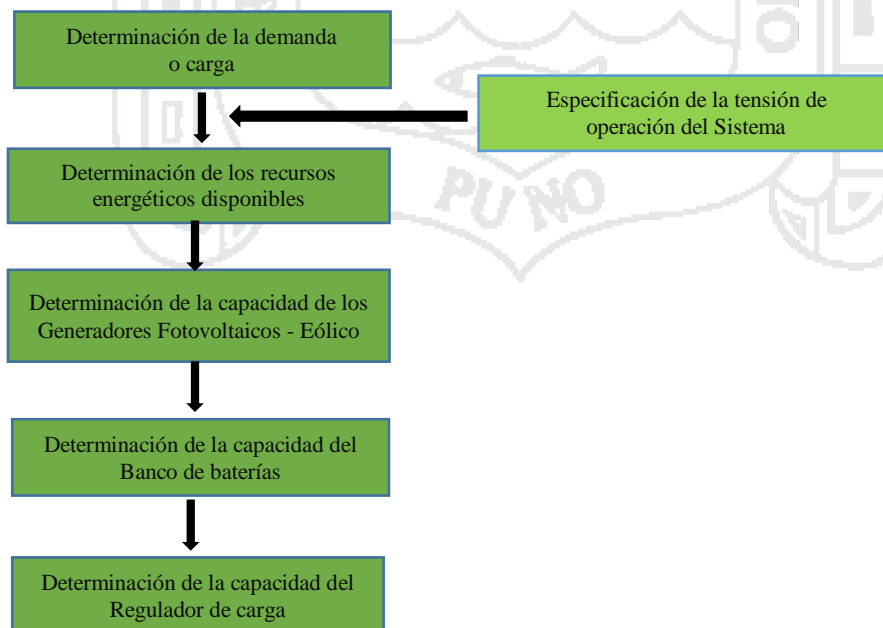 Determinación de la demanda
o carga
Especificación de la tensión de
operación del Sistema
Determinación de los recursos
energéticos disponibles
PUNO
Determinación de la capacidad de los
Generadores Fotovoltaicos - Eólico
Determinación de la capacidad del
Banco de baterías
Determinación de la capacidad del
Regulador de carga